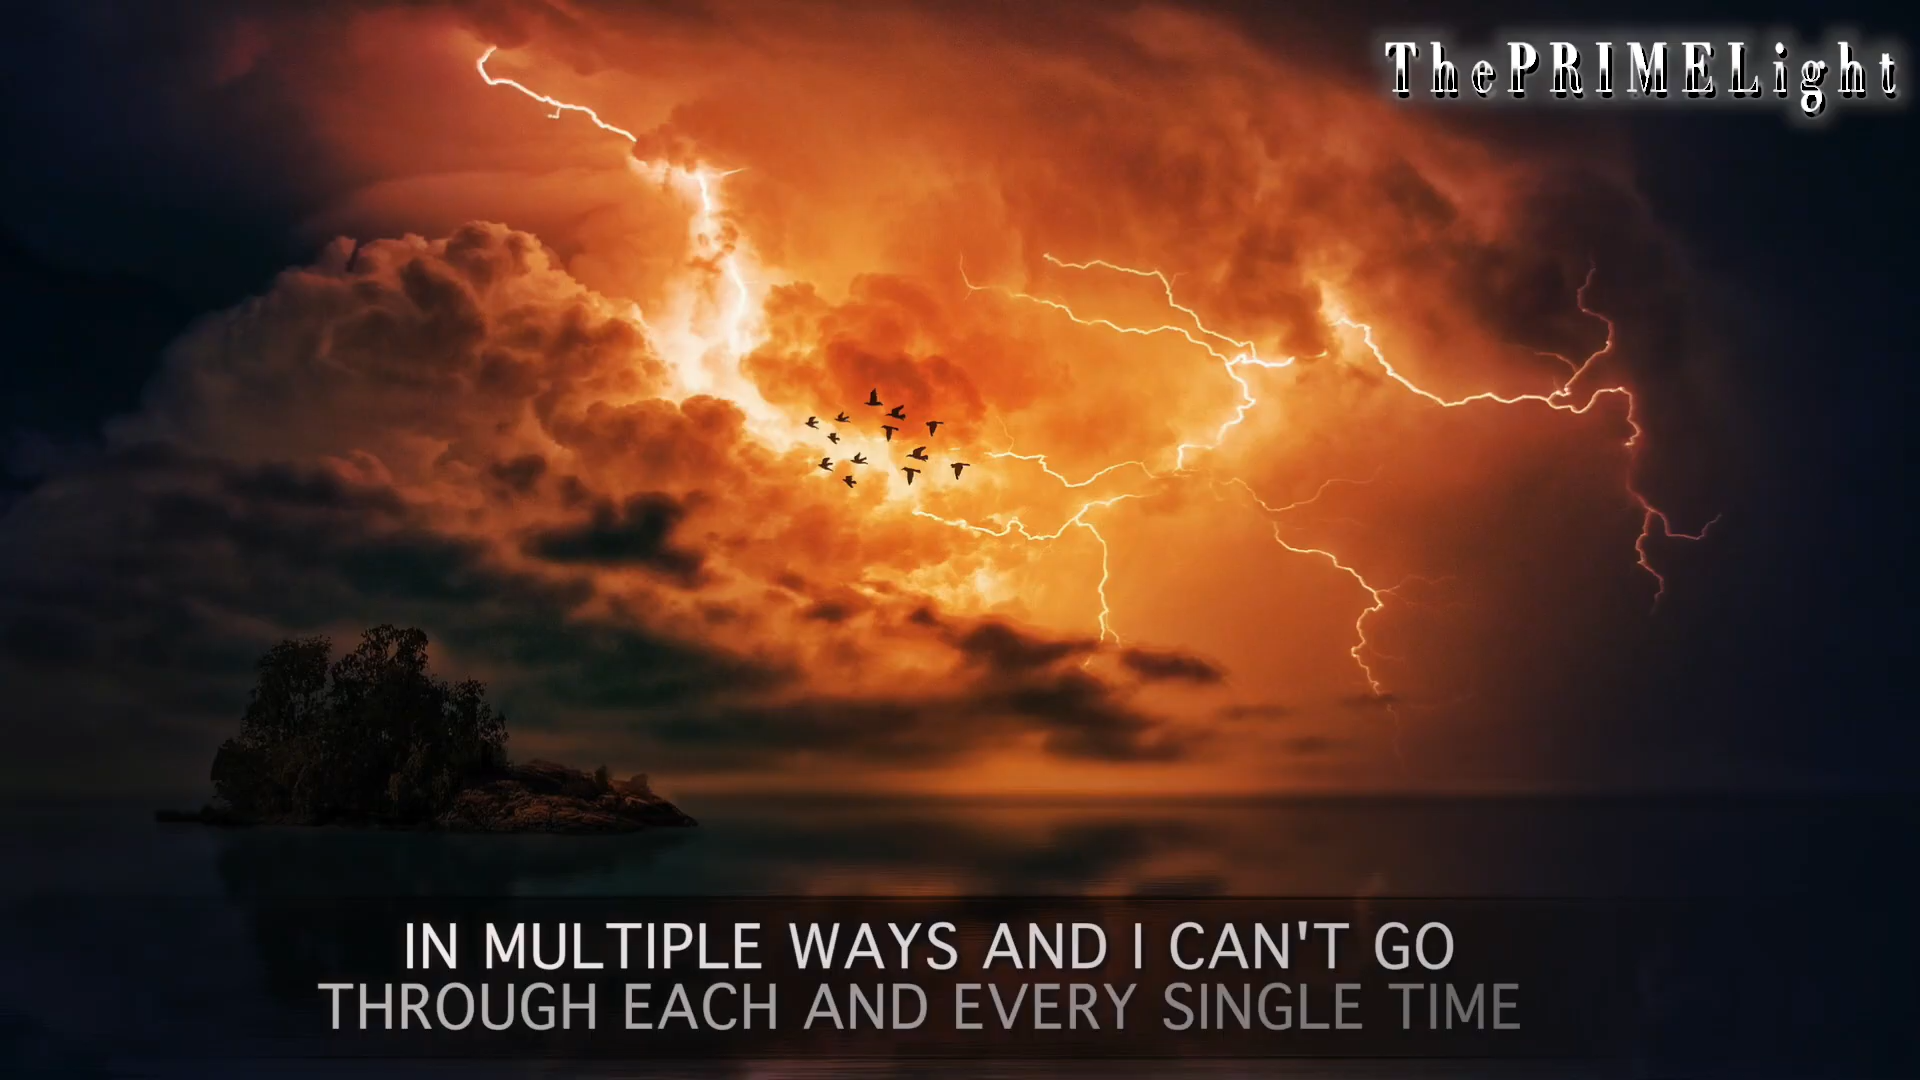 ThePRIMELight
IN MULTIPLE WAYS AND I CAN'T GO
THROUGH EACH AND EVERY SINGLE TIME